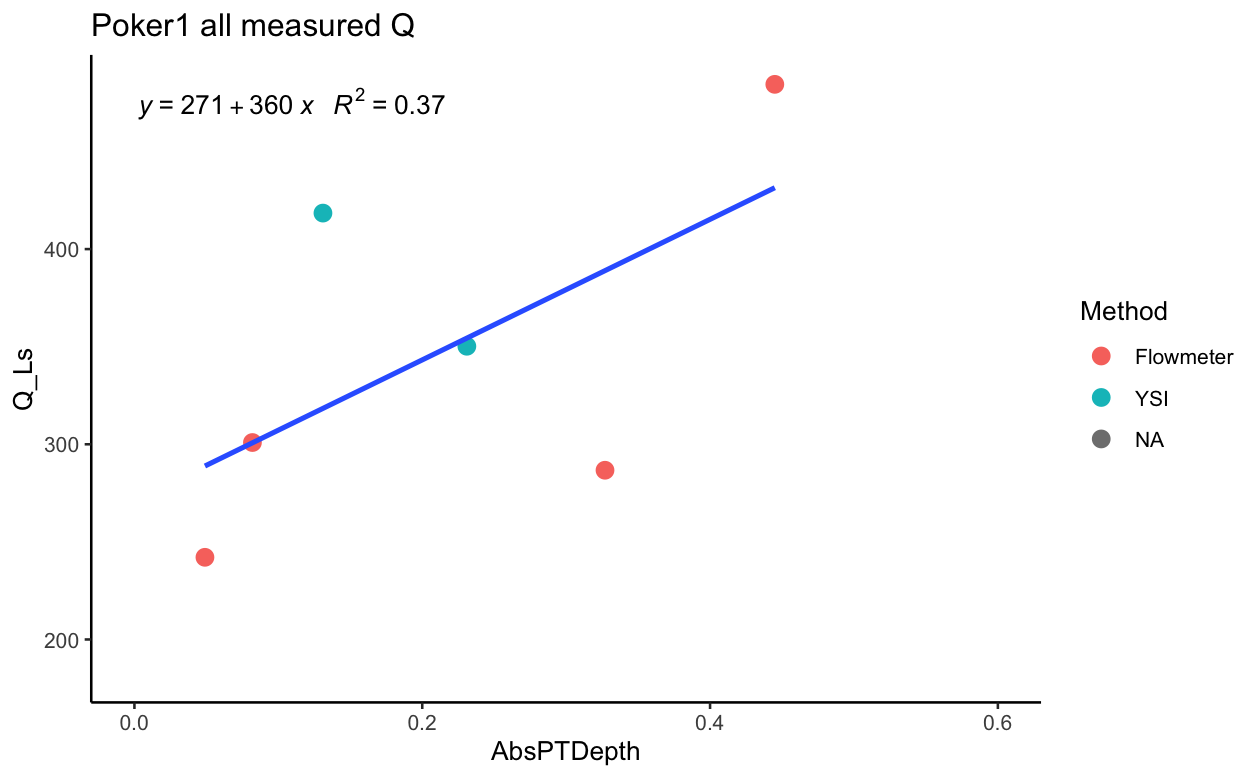 Poker1 all measured Q
y = 271 + 360 x R² = 0.37
Q_Ls
400
300
200
0.0 0.2 0.4 0.6
AbsPTDepth
Method
Flowmeter
YSI
NA